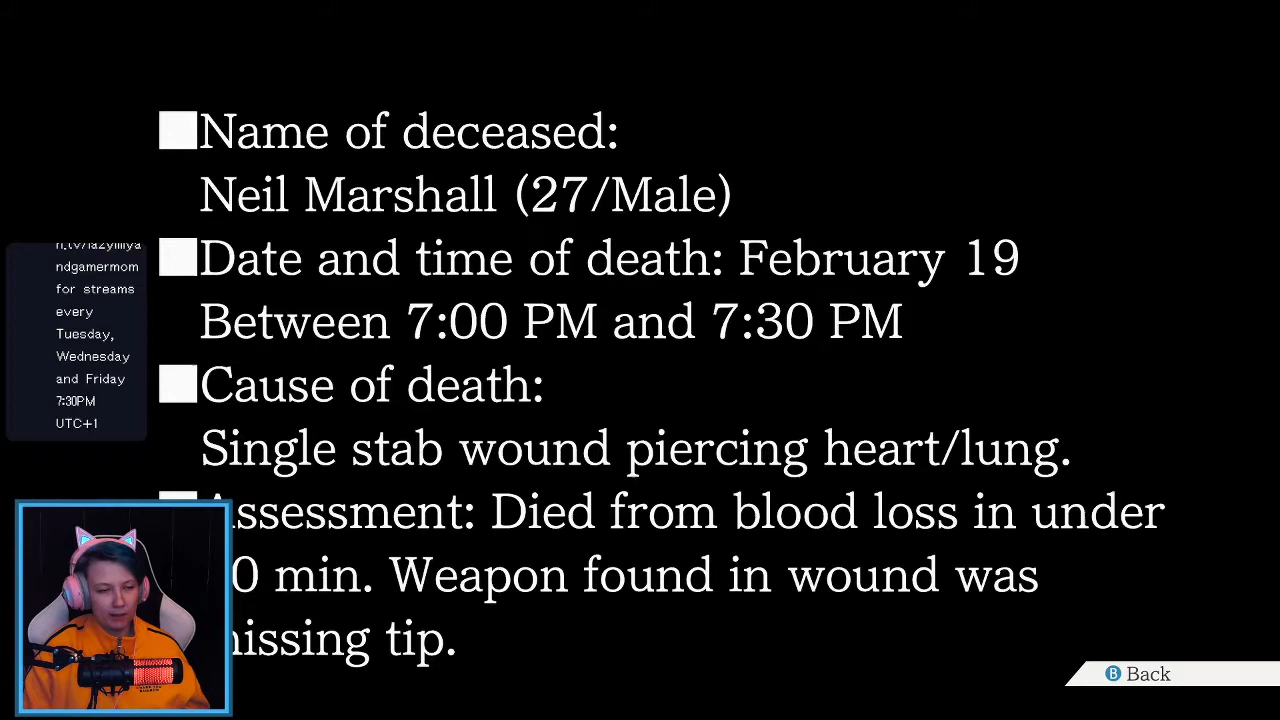 Name of deceased:
Neil Marshall (27/Male)
Date and time of death: February 19
Between 7:00 PM and 7:30 PM
Cause of death:
Single stab wound piercing heart/lung.
Assessment: Died from blood loss in under
0 min. Weapon found in wound was
missing tip.
ndgamermom
for streams
every
Tuesday,
Wednesday
and Friday
7:30PM
UTC+1
B Back